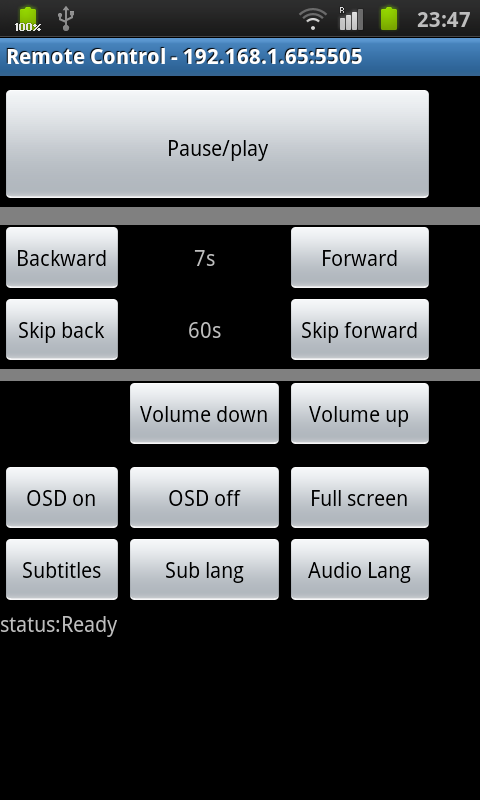 100%
R
23:47
Remote Control - 192.168.1.65:5505
Pause/play
Backward 7s Forward
Skip back 60s Skip forward
Volume down Volume up
OSD on OSD off Full screen
Subtitles Sub lang Audio Lang
status:Ready